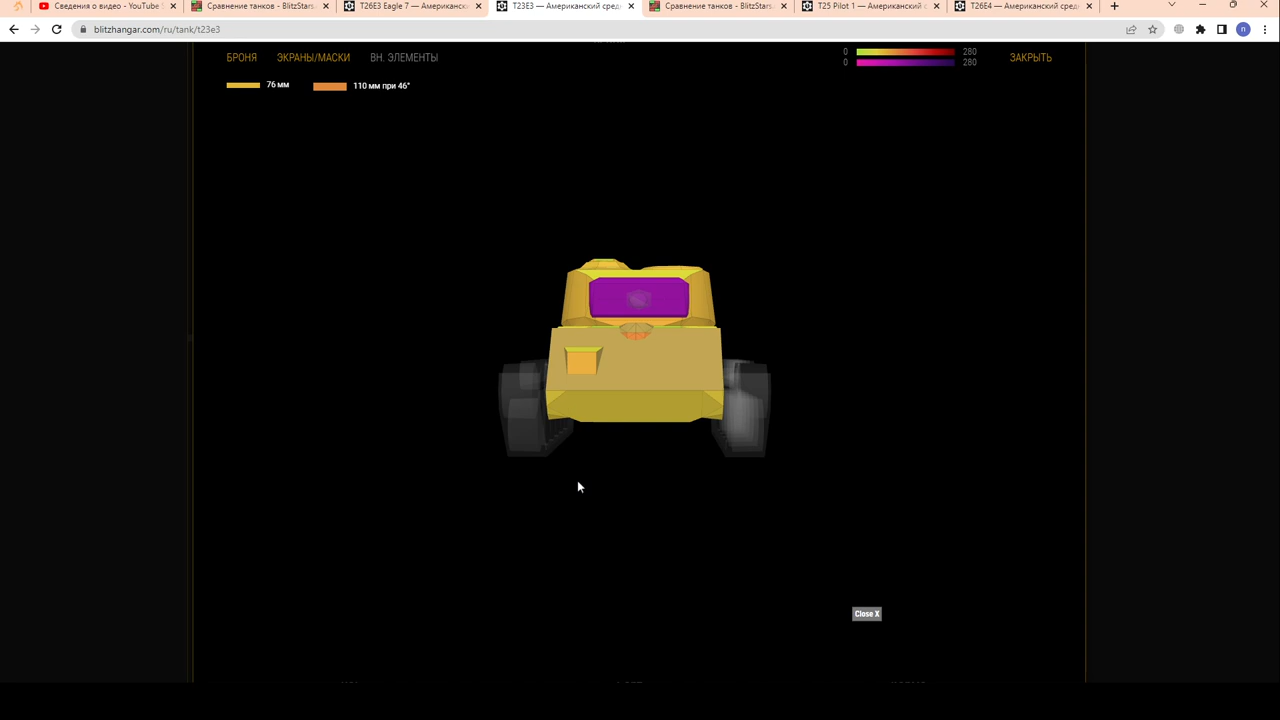 Сведения о видео - YouTube S
Сравнение танков - BlitzStars.
T26E3 Eagle 7 — Американски
T23E3 — Американский сред
Сравнение танков - BlitzStars.
T25 Pilot 1 — Американский с
T26E4 — Американский средн
blitzhangar.com/ru/tank/t23e3
n
БРОНЯ ЭКРАНЫ/МАСКИ ВН. ЭЛЕМЕНТЫ
0 280
0 280
ЗАКРЫТЬ
76 мм 110 мм при 46°
Close X